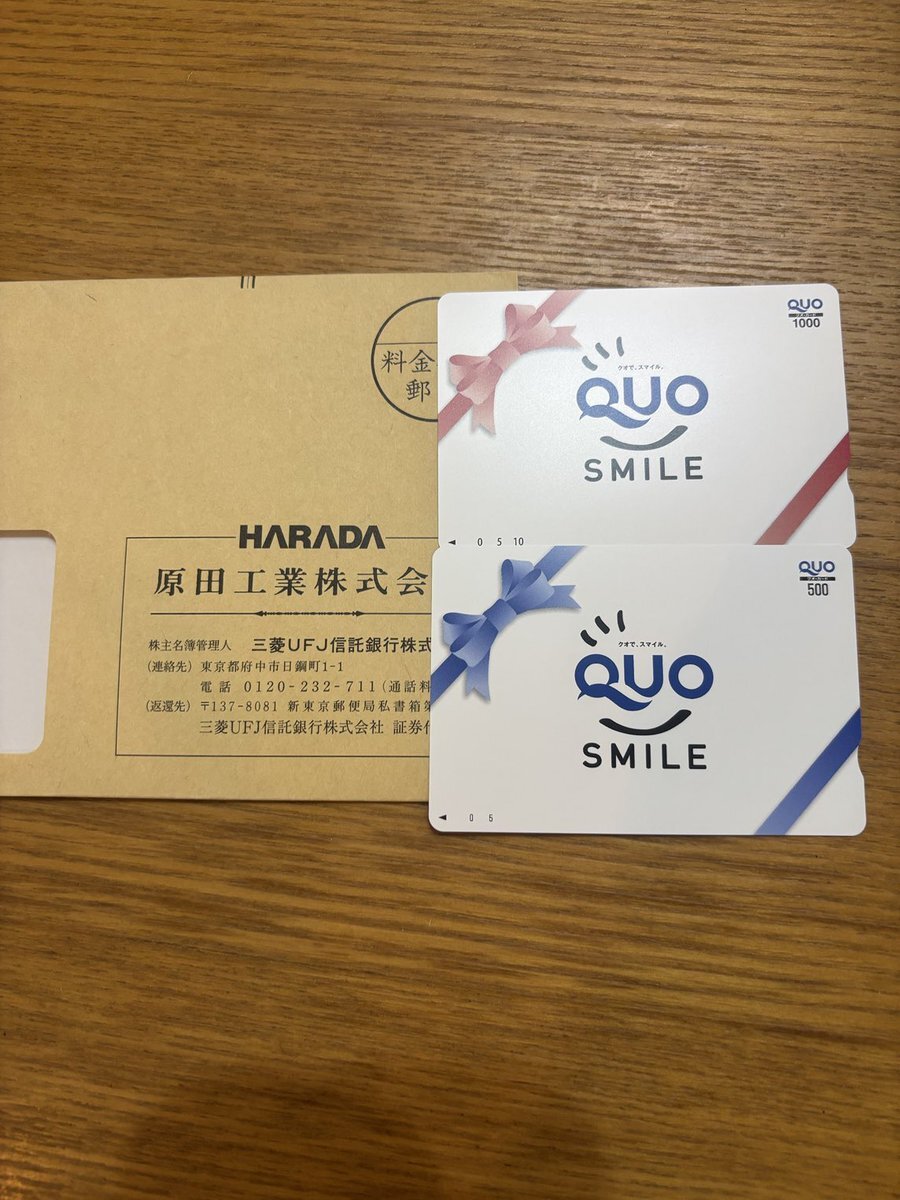 料金
郵
HARADA
原田工業株式会
株主名簿管理人 三菱UFJ信託銀行株式
(連絡先) 東京都府中市日鋼町1-1
電話 0120-232-711(通話料
(返還先) 〒137-8081 新東京郵便局私書箱第
三菱UFJ信託銀行株式会社 証券代
QUO
1000
クオで、スマイル。
QUO
SMILE
0 5 10
QUO
500
クオで、スマイル。
QUO
SMILE
0 5